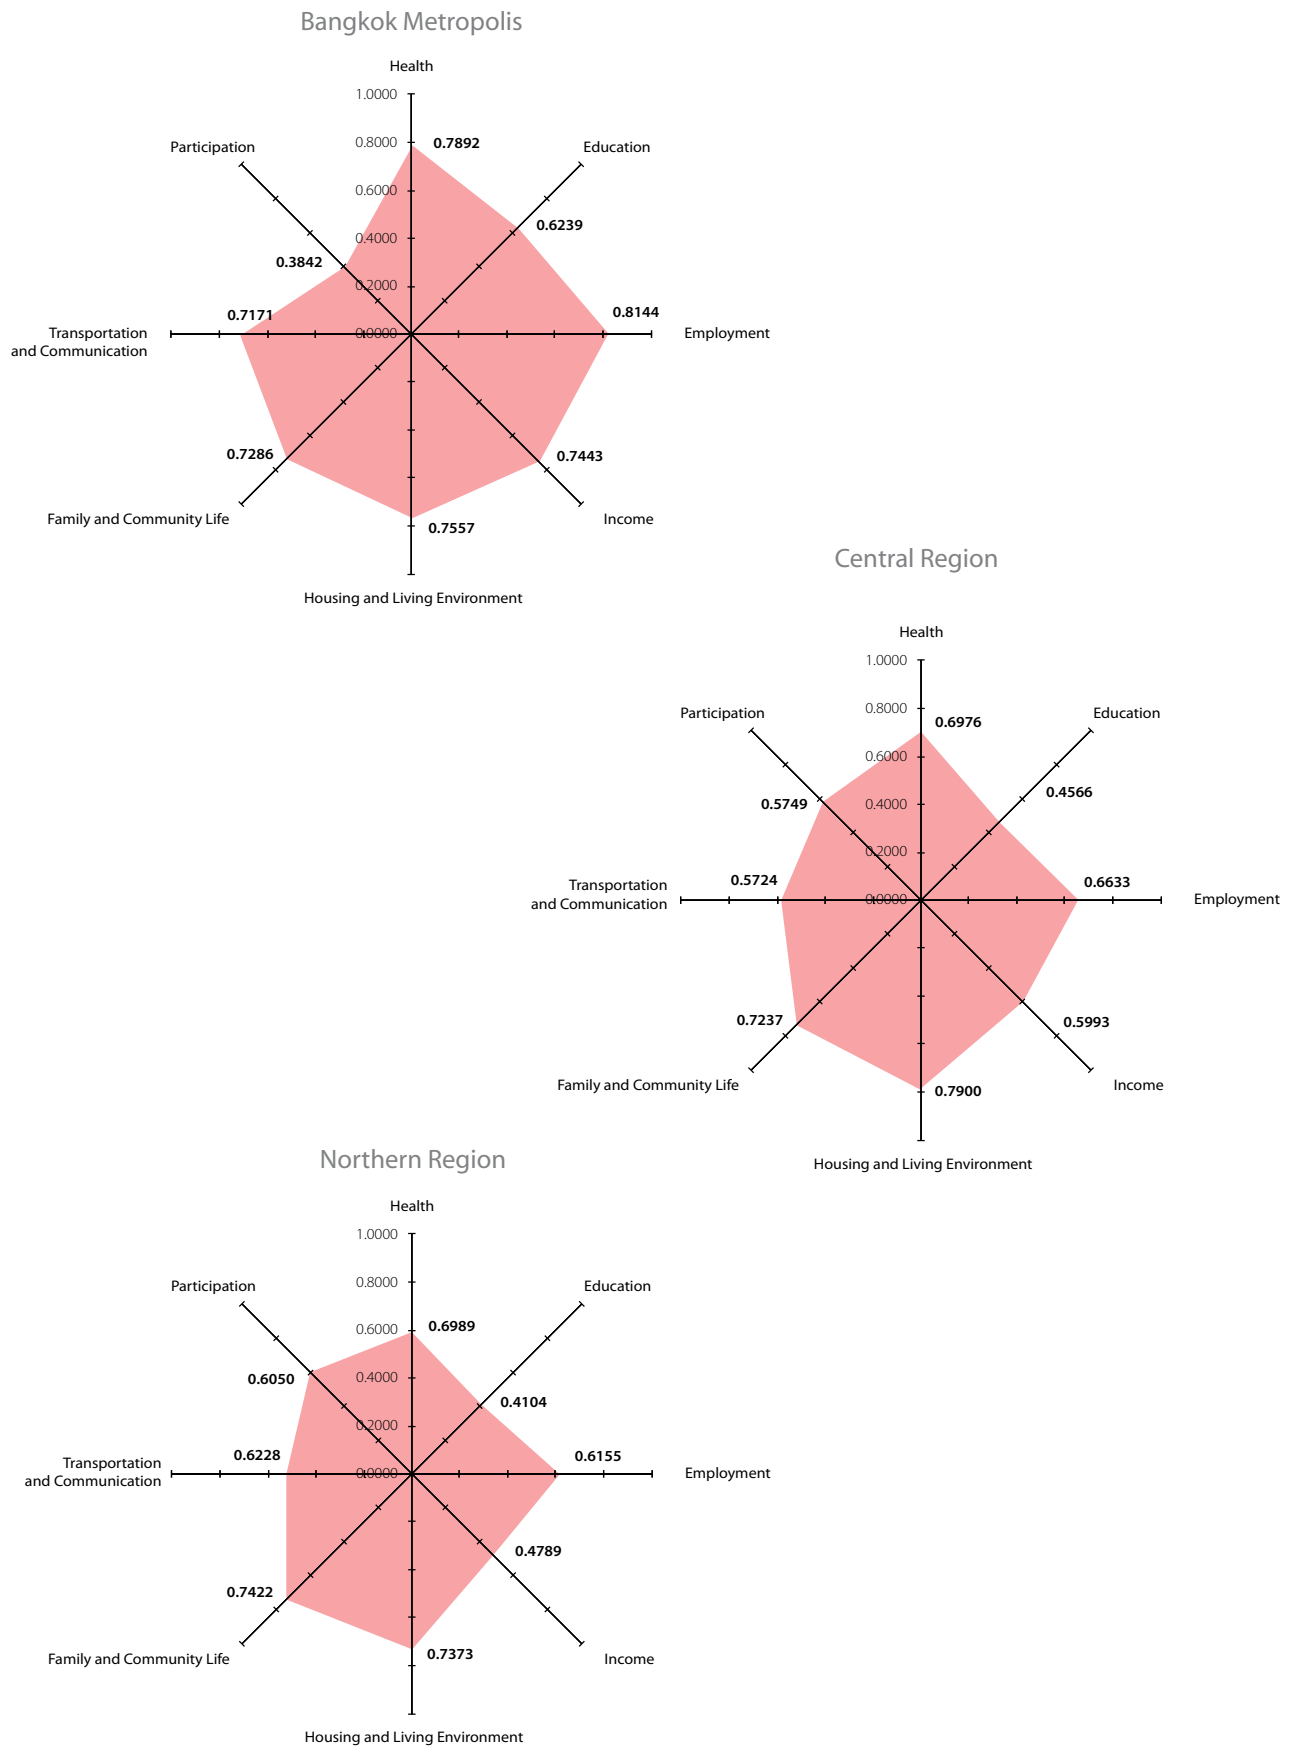 Bangkok Metropolis
Health
1.0000
Participation
0.8000
0.7892
Education
0.6000
0.6239
0.4000
0.3842
0.2000
0.7171
0.8144
Transportation
and Communication
0.0000
Employment
0.7286
0.7443
Family and Community Life
Income
0.7557
Housing and Living Environment
Central Region
Health
1.0000
Participation
0.8000
0.6976
Education
0.6000
0.5749
0.4000
0.4566
0.2000
0.5724
0.6633
Transportation
and Communication
0.0000
Employment
0.7237
0.5993
Family and Community Life
Income
0.7900
Housing and Living Environment
Northern Region
Health
1.0000
Participation
0.8000
Education
0.6000
0.6989
0.6050
0.4000
0.4104
0.2000
0.6228
0.6155
Transportation
and Communication
0.0000
Employment
0.4789
0.7422
Family and Community Life
Income
0.7373
Housing and Living Environment